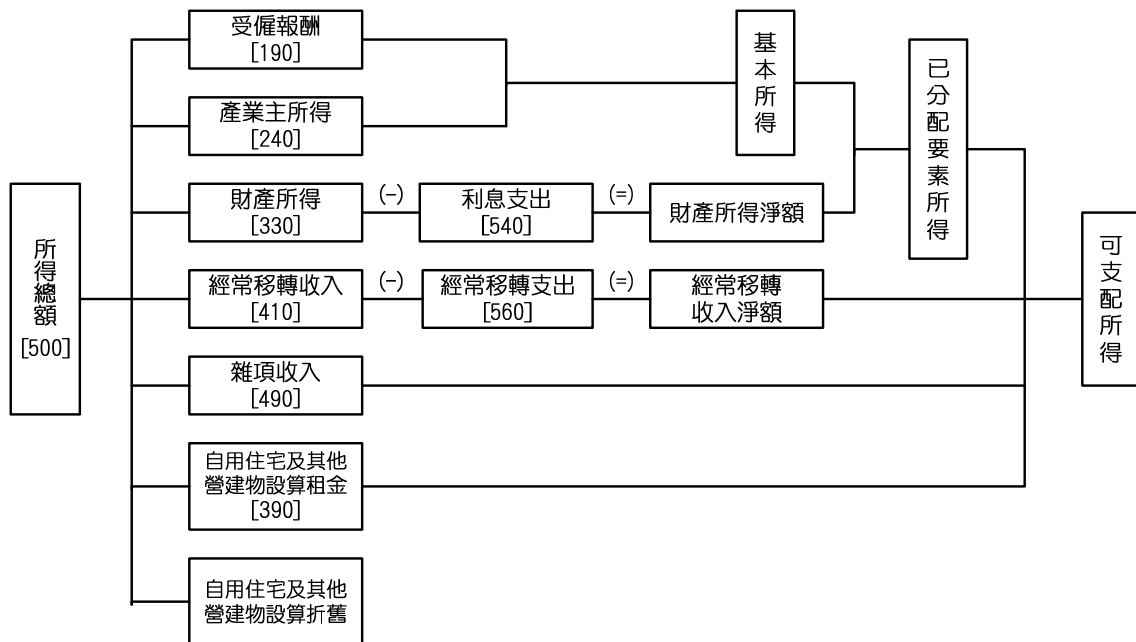 受僱報酬
[190]
產業主所得
[240]
基本所得
已分配要素所得
財產所得
[330]
(-)
利息支出
[540]
(=)
財產所得淨額
所得總額
[500]
經常移轉收入
[410]
(-)
經常移轉支出
[560]
(=)
經常移轉
收入淨額
可支配所得
雜項收入
[490]
自用住宅及其他
營建物設算租金
[390]
自用住宅及其他
營建物設算折舊